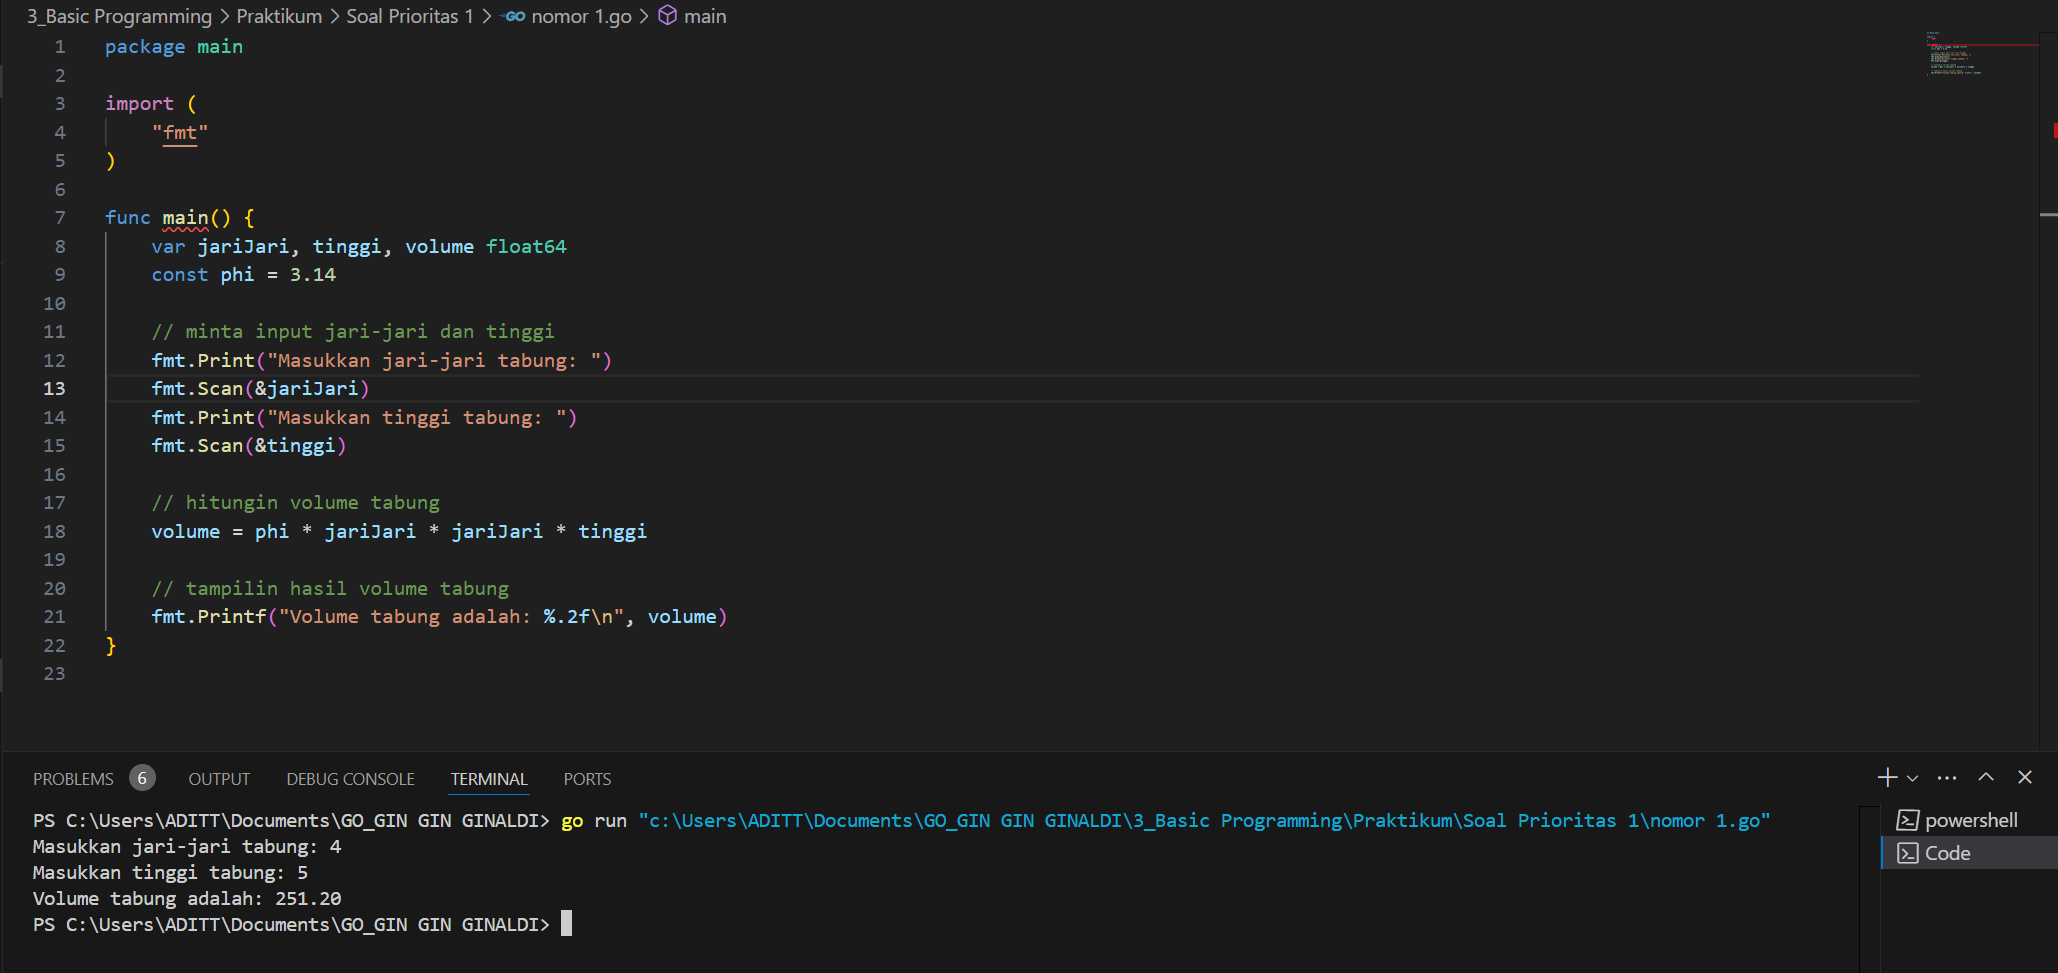 3_Basic Programming > Praktikum > Soal Prioritas 1 > GO nomor 1.go > main
1 package main
2
3 import (
4     "fmt"
5 )
6
7 func main() {
8     var jariJari, tinggi, volume float64
9     const phi = 3.14
10
11     // minta input jari-jari dan tinggi
12     fmt.Print("Masukkan jari-jari tabung: ")
13     fmt.Scan(&jariJari)
14     fmt.Print("Masukkan tinggi tabung: ")
15     fmt.Scan(&tinggi)
16
17     // hitungin volume tabung
18     volume = phi * jariJari * jariJari * tinggi
19
20     // tampilin hasil volume tabung
21     fmt.Printf("Volume tabung adalah: %.2f\n", volume)
22 }
23
PROBLEMS 6 OUTPUT DEBUG CONSOLE TERMINAL PORTS
PS C:\Users\ADITT\Documents\GO_GIN GIN GINALDI> go run "c:\Users\ADITT\Documents\GO_GIN GIN GINALDI\3_Basic Programming\Praktikum\Soal Prioritas 1\nomor 1.go"
Masukkan jari-jari tabung: 4
Masukkan tinggi tabung: 5
Volume tabung adalah: 251.20
PS C:\Users\ADITT\Documents\GO_GIN GIN GINALDI>
powershell
Code